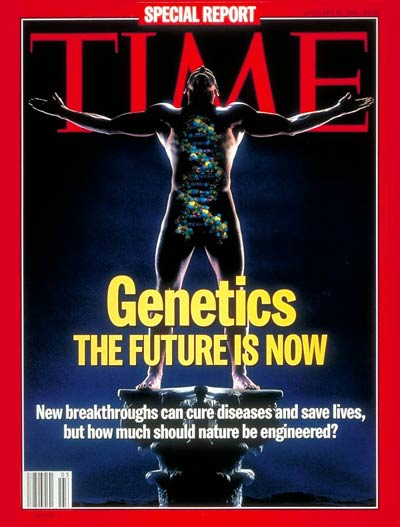 SPECIAL REPORT
TIME
Genetics
THE FUTURE IS NOW
New breakthroughs can cure diseases and save lives,
but how much should nature be engineered?
03